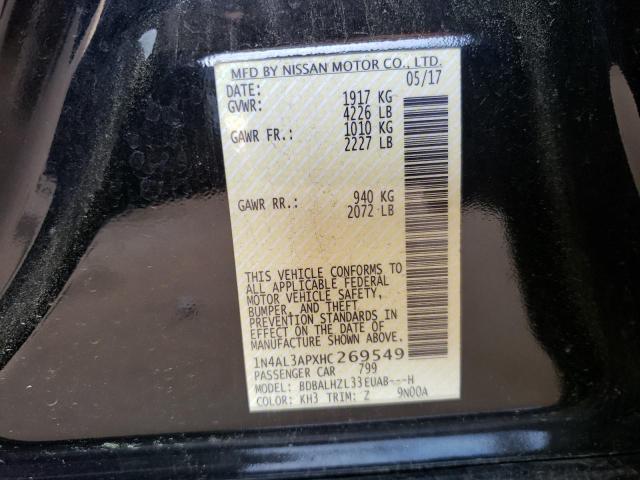 MFD BY NISSAN MOTOR CO., LTD.
DATE: 05/17
GVWR: 1917 KG
4226 LB
GAWR FR.: 1010 KG
2227 LB
GAWR RR.: 940 KG
2072 LB
THIS VEHICLE CONFORMS TO
ALL APPLICABLE FEDERAL
MOTOR VEHICLE SAFETY,
BUMPER, AND THEFT
PREVENTION STANDARDS IN
EFFECT ON THE DATE OF
MANUFACTURE SHOWN ABOVE.
1N4AL3APXHC269549
PASSENGER CAR 799
MODEL: BDBALHZL33EUAB---H
COLOR: KH3 TRIM: Z 9N00A